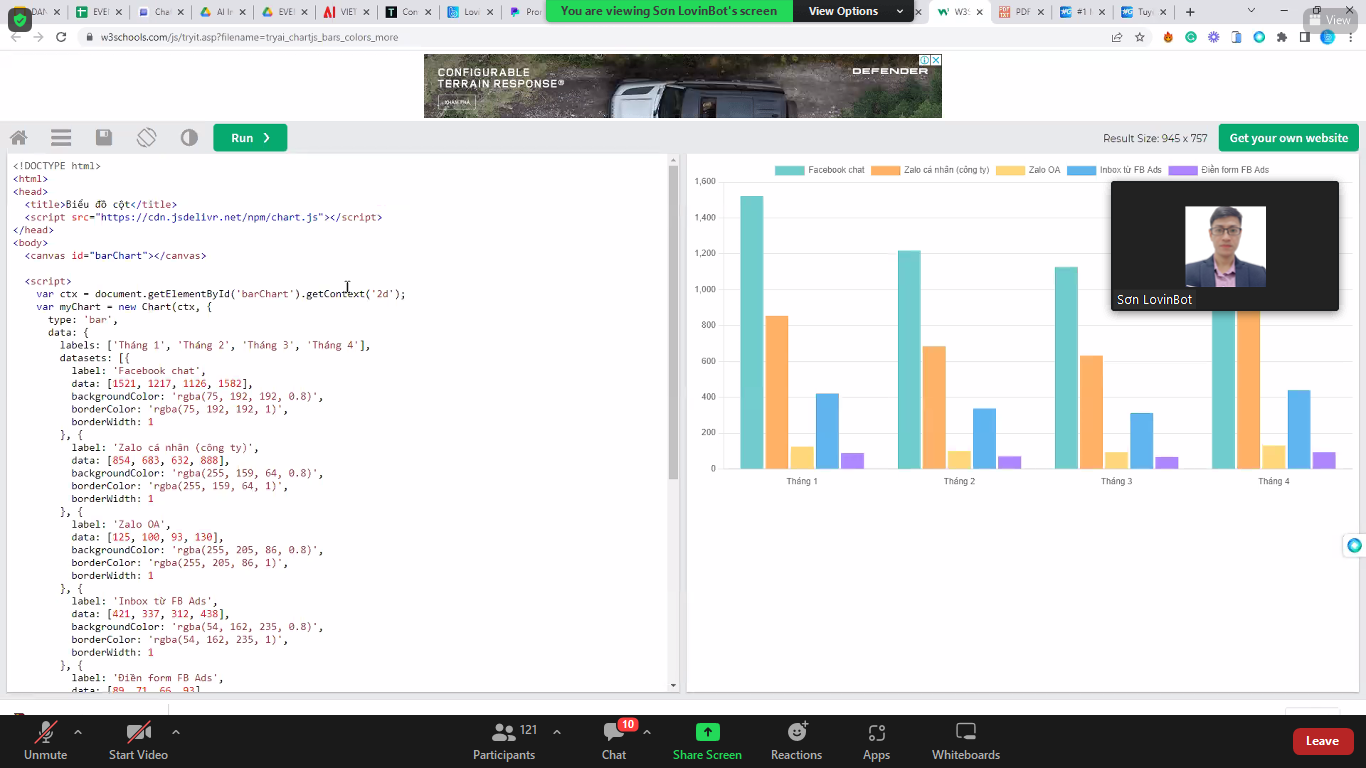 DAN
EVE
Chat
AI In
EVE
VIET
Con
Lovi
Pro
You are viewing Sơn LovinBot's screen
View Options
W3S
PDF
#1 I
Tuy
View
w3schools.com/js/tryit.asp?filename=tryai_chartjs_bars_colors_more
CONFIGURABLE
TERRAIN RESPONSE®
KHÁM PHÁ
DEFENDER
Run
Result Size: 945 x 757
Get your own website
<!DOCTYPE html>
<html>
<head>
<title>Biểu đồ cột</title>
<script src="https://cdn.jsdelivr.net/npm/chart.js"></script>
</head>
<body>
<canvas id="barChart"></canvas>
<script>
var ctx = document.getElementById('barChart').getContext('2d');
var myChart = new Chart(ctx, {
type: 'bar',
data: {
labels: ['Tháng 1', 'Tháng 2', 'Tháng 3', 'Tháng 4'],
datasets: [{
label: 'Facebook chat',
data: [1521, 1217, 1126, 1582],
backgroundColor: 'rgba(75, 192, 192, 0.8)',
borderColor: 'rgba(75, 192, 192, 1)',
borderWidth: 1
}, {
label: 'Zalo cá nhân (công ty)',
data: [854, 683, 632, 888],
backgroundColor: 'rgba(255, 159, 64, 0.8)',
borderColor: 'rgba(255, 159, 64, 1)',
borderWidth: 1
}, {
label: 'Zalo OA',
data: [125, 100, 93, 130],
backgroundColor: 'rgba(255, 205, 86, 0.8)',
borderColor: 'rgba(255, 205, 86, 1)',
borderWidth: 1
}, {
label: 'Inbox từ FB Ads',
data: [421, 337, 312, 438],
backgroundColor: 'rgba(54, 162, 235, 0.8)',
borderColor: 'rgba(54, 162, 235, 1)',
borderWidth: 1
}, {
label: 'Điền form FB Ads',
data: [89, 71, 66, 93]
Facebook chat
Zalo cá nhân (công ty)
Zalo OA
Inbox từ FB Ads
Điền form FB Ads
1,600
1,400
1,200
1,000
800
600
400
200
0
Tháng 1
Tháng 2
Tháng 3
Tháng 4
Sơn LovinBot
Unmute
Start Video
121
Participants
10
Chat
Share Screen
Reactions
Apps
Whiteboards
Leave